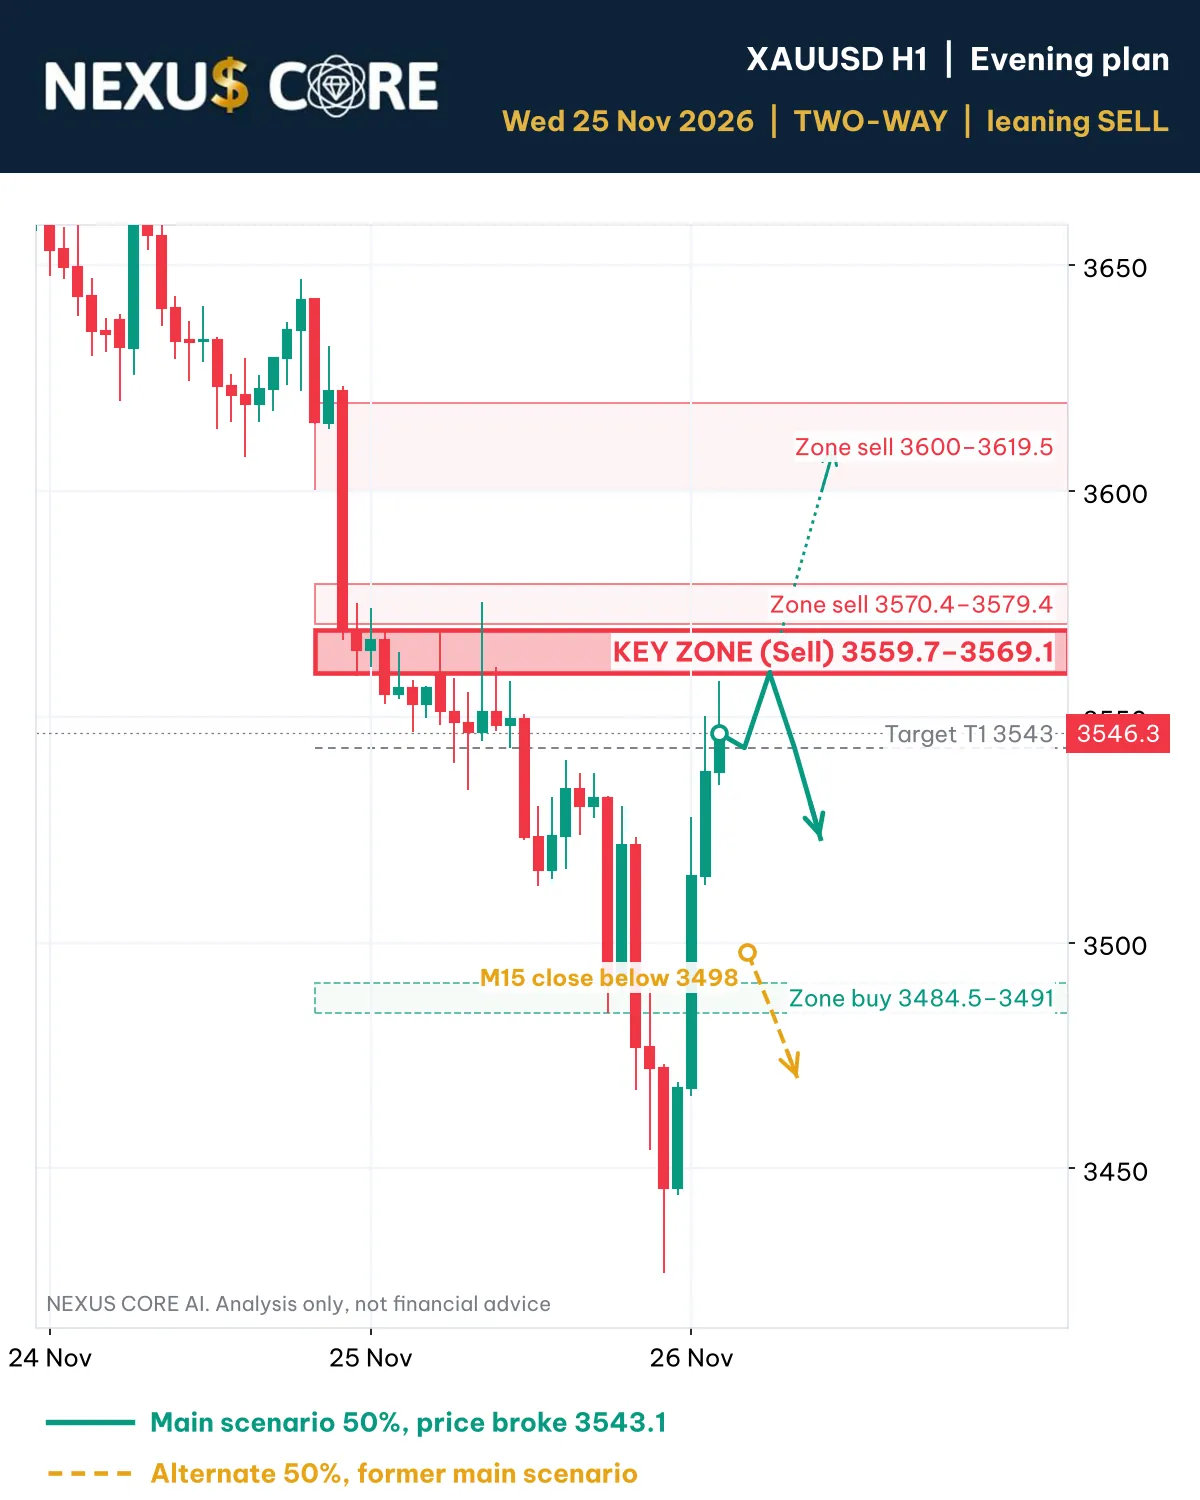 NEXU$ CORE
XAUUSD H1 | Evening plan
Wed 25 Nov 2026 | TWO-WAY | leaning SELL
3650
Zone sell 3600–3619.5
3600
Zone sell 3570.4–3579.4
KEY ZONE (Sell) 3559.7–3569.1
Target T1 3543
3546.3
3500
M15 close below 3498
Zone buy 3484.5–3491
3450
NEXUS CORE AI. Analysis only, not financial advice
24 Nov
25 Nov
26 Nov
Main scenario 50%, price broke 3543.1
Alternate 50%, former main scenario